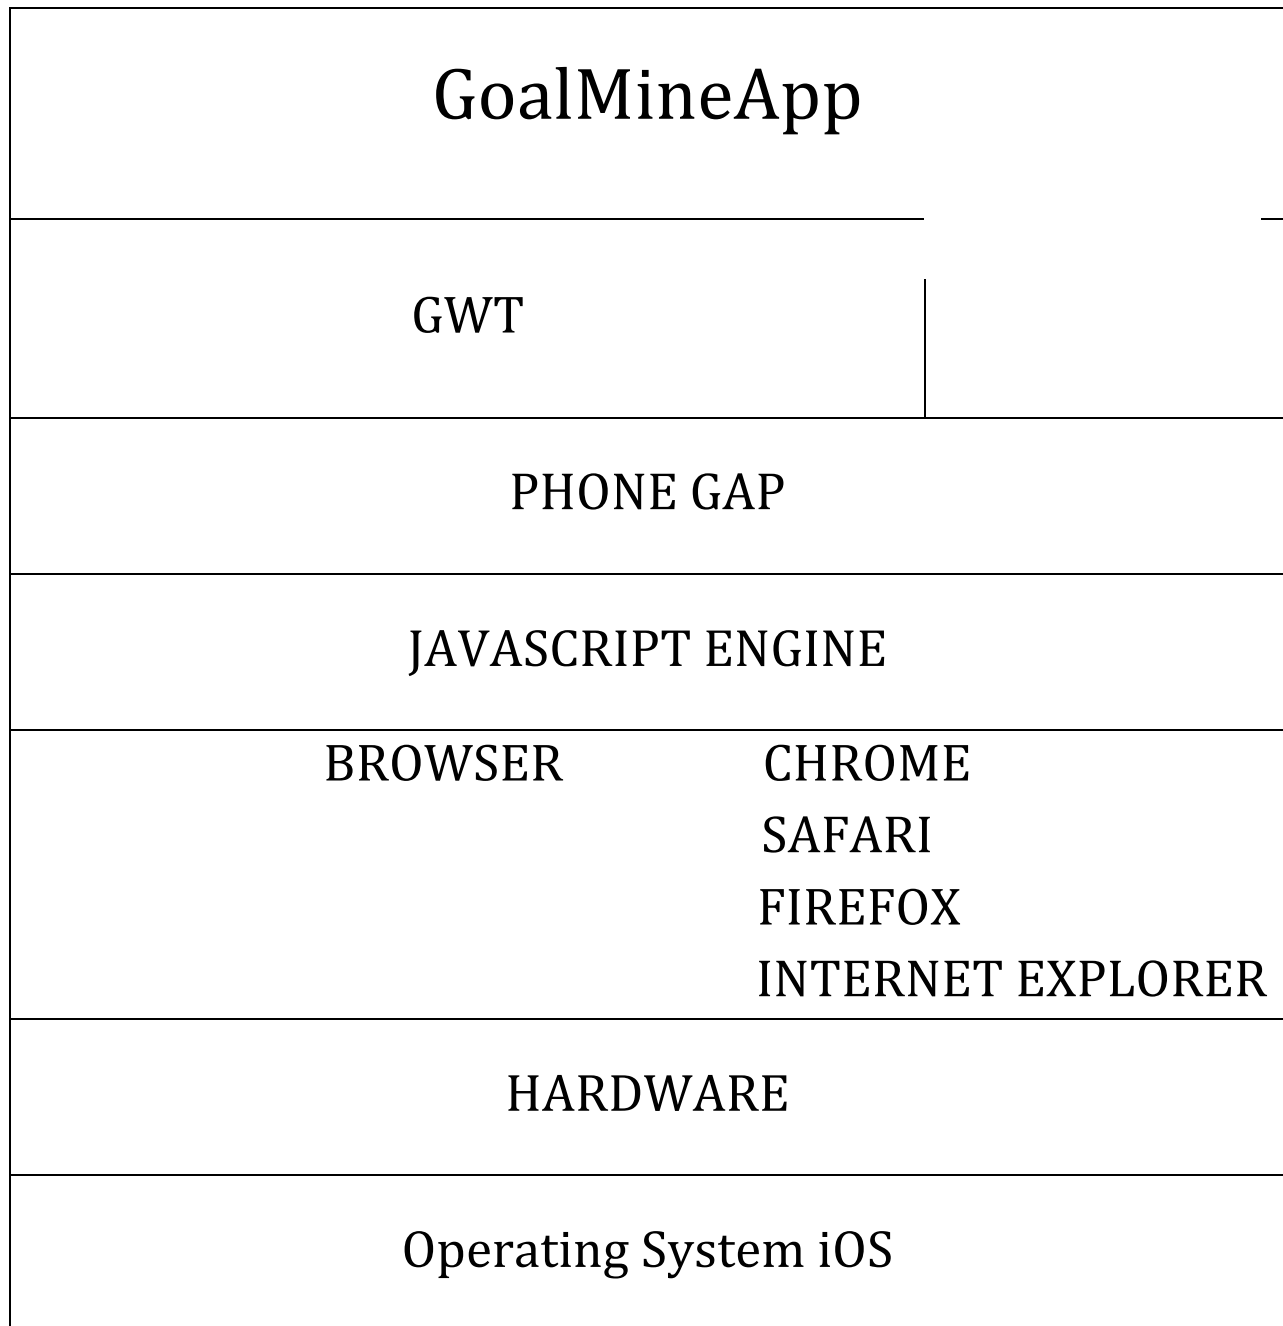 GoalMineApp
GWT
PHONE GAP
JAVASCRIPT ENGINE
BROWSER CHROME
SAFARI
FIREFOX
INTERNET EXPLORER
HARDWARE
Operating System iOS